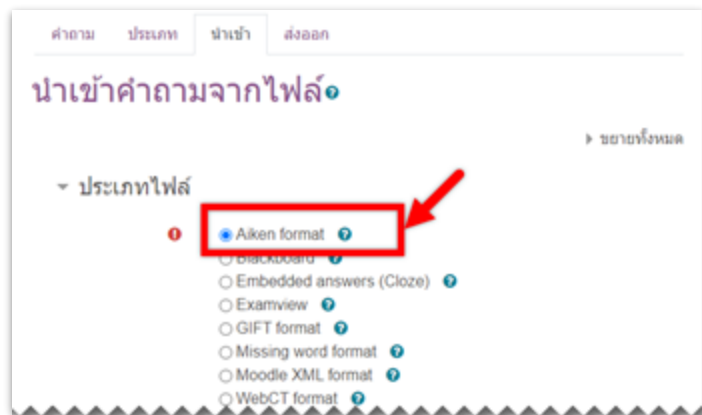 คำถาม ประเภท นำเข้า ส่งออก
นำเข้าคำถามจากไฟล์
ขยายทั้งหมด
ประเภทไฟล์
Aiken format
Blackboard
Embedded answers (Cloze)
Examview
GIFT format
Missing word format
Moodle XML format
WebCT format